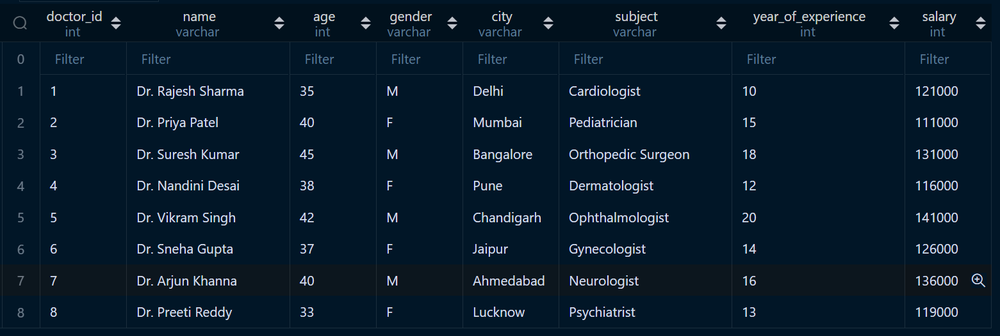 doctor_id name age gender city subject year_of_experience salary
int varchar int varchar varchar varchar int int
0 Filter Filter Filter Filter Filter Filter Filter Filter
1 1 Dr. Rajesh Sharma 35 M Delhi Cardiologist 10 121000
2 2 Dr. Priya Patel 40 F Mumbai Pediatrician 15 111000
3 3 Dr. Suresh Kumar 45 M Bangalore Orthopedic Surgeon 18 131000
4 4 Dr. Nandini Desai 38 F Pune Dermatologist 12 116000
5 5 Dr. Vikram Singh 42 M Chandigarh Ophthalmologist 20 141000
6 6 Dr. Sneha Gupta 37 F Jaipur Gynecologist 14 126000
7 7 Dr. Arjun Khanna 40 M Ahmedabad Neurologist 16 136000
8 8 Dr. Preeti Reddy 33 F Lucknow Psychiatrist 13 119000